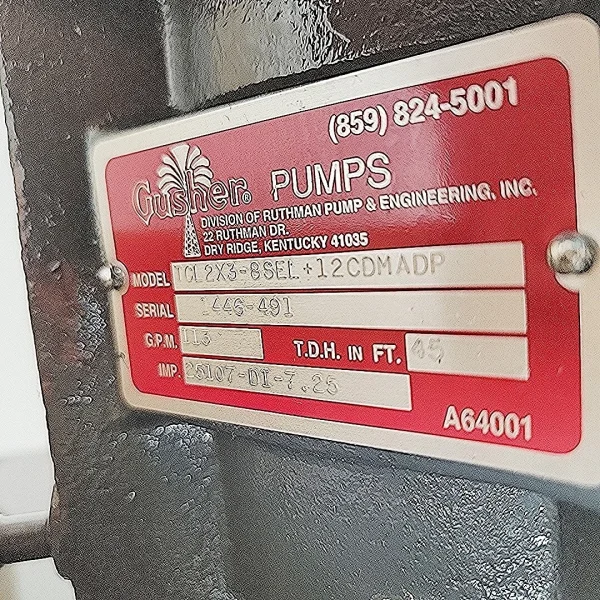 (859) 824-5001
Gusher® PUMPS
DIVISION OF RUTHMAN PUMP & ENGINEERING, INC.
22 RUTHMAN DR.
DRY RIDGE, KENTUCKY 41035
MODEL TCL2X3-8SEL+12CDMADP
SERIAL 1446-491
G.P.M. 113 T.D.H. IN FT. 45
IMP. 25107-DI-7.25
A64001